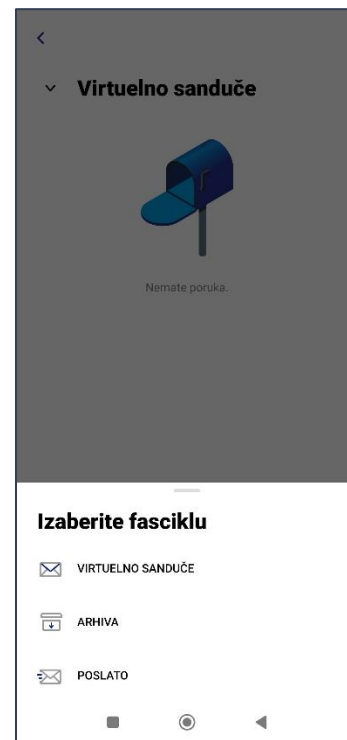 Virtuelno sanduče
Nemate poruka.
Izaberite fasciklu
VIRTUELNO SANDUČE
ARHIVA
POSLATO